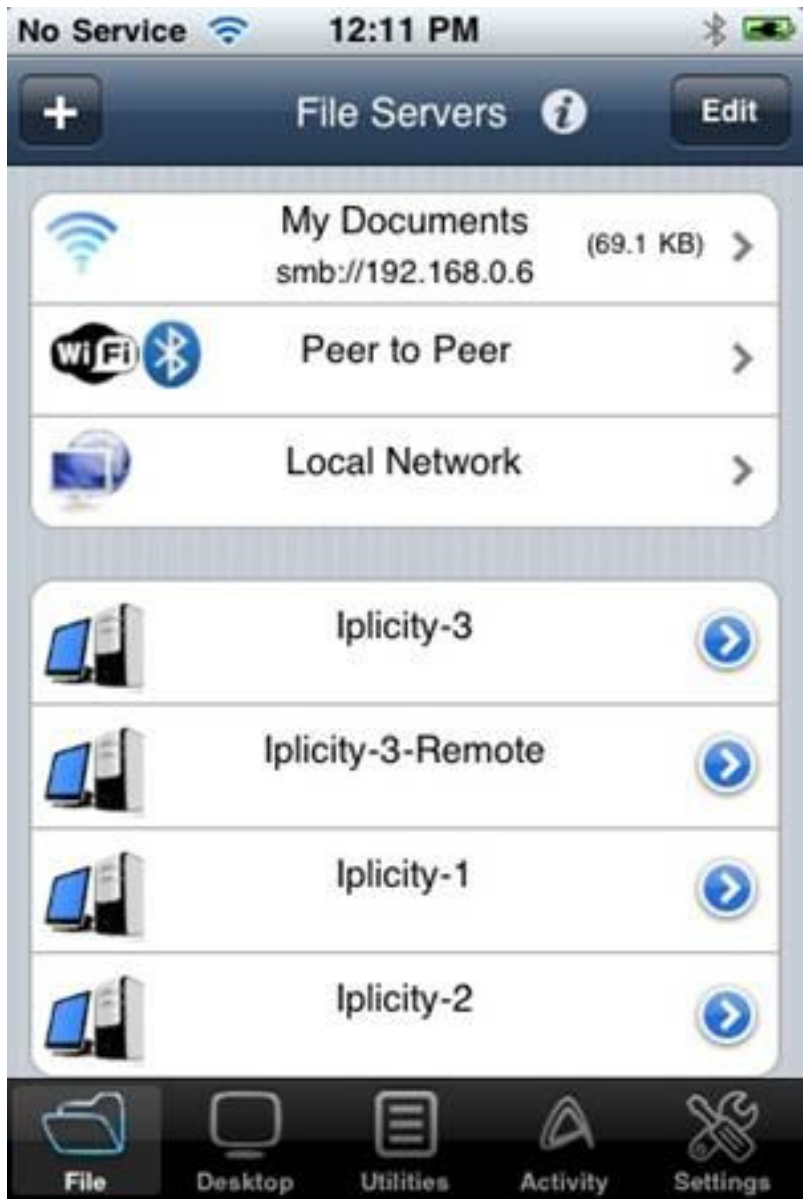 No Service 12:11 PM
+ File Servers i Edit
My Documents (69.1 KB)
smb://192.168.0.6
WiFi Peer to Peer
Local Network
Iplicity-3
Iplicity-3-Remote
Iplicity-1
Iplicity-2
File Desktop Utilities Activity Settings